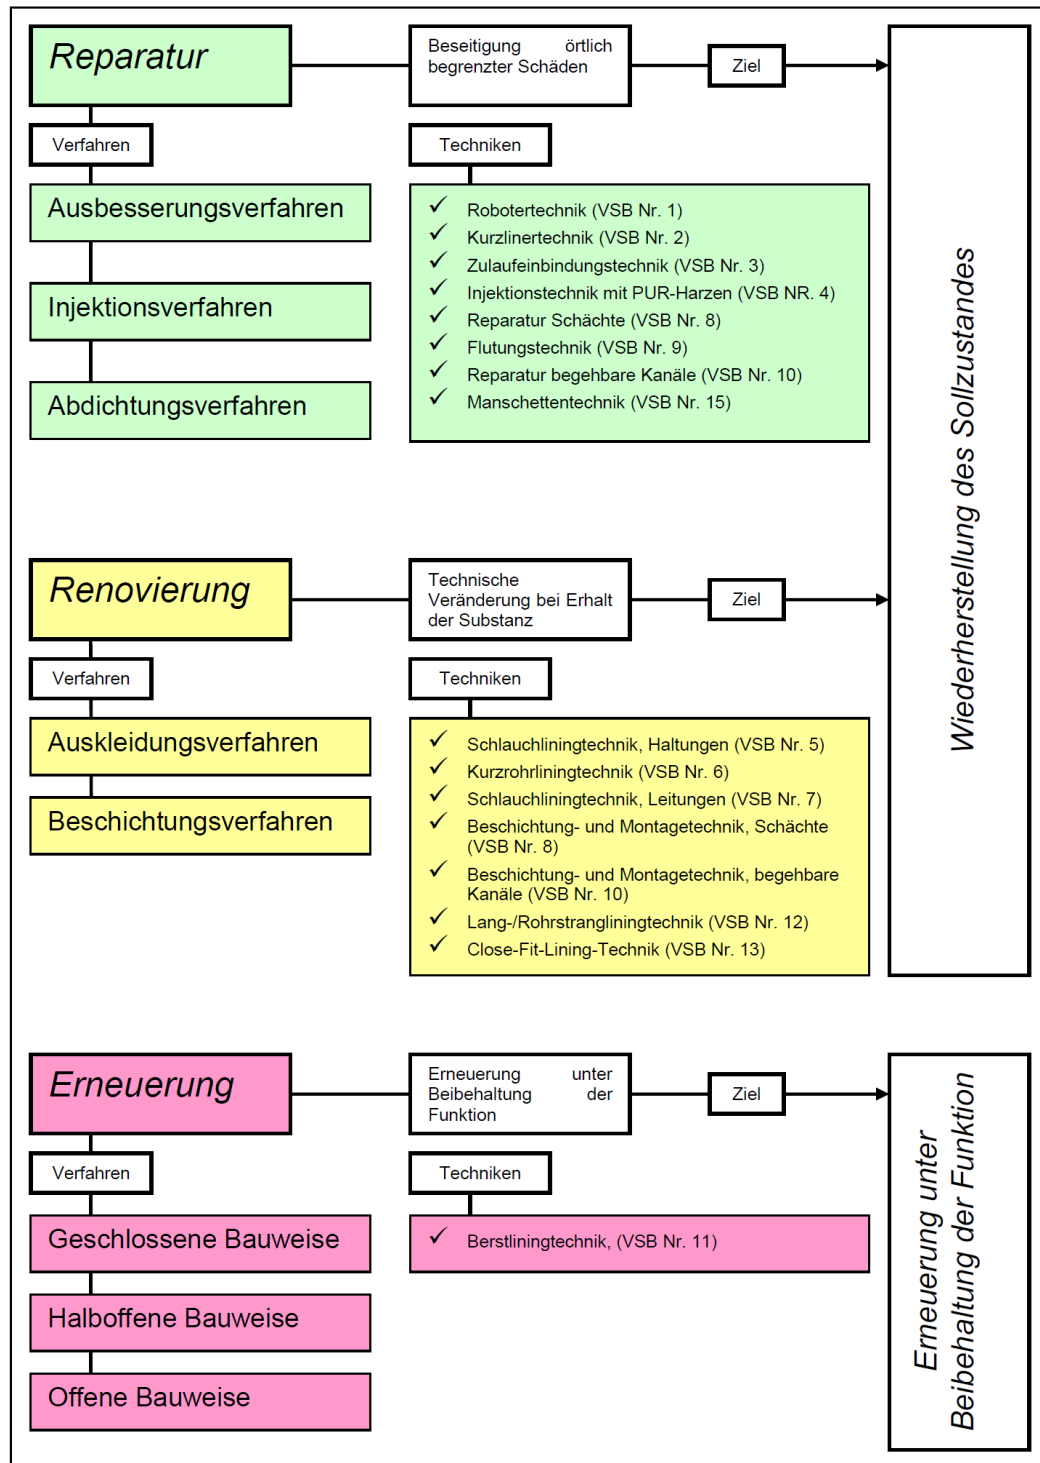 Reparatur
Beseitigung örtlich
begrenzter Schäden
Ziel
Verfahren
Techniken
Ausbesserungsverfahren
Injektionsverfahren
Abdichtungsverfahren
✓ Robotertechnik (VSB Nr. 1)
✓ Kurzlinertechnik (VSB Nr. 2)
✓ Zulaufeinbindungstechnik (VSB Nr. 3)
✓ Injektionstechnik mit PUR-Harzen (VSB NR. 4)
✓ Reparatur Schächte (VSB Nr. 8)
✓ Flutungstechnik (VSB Nr. 9)
✓ Reparatur begehbare Kanäle (VSB Nr. 10)
✓ Manschettentechnik (VSB Nr. 15)
Renovierung
Technische
Veränderung bei Erhalt
der Substanz
Ziel
Verfahren
Techniken
Auskleidungsverfahren
Beschichtungsverfahren
✓ Schlauchliningtechnik, Haltungen (VSB Nr. 5)
✓ Kurzrohrliningtechnik (VSB Nr. 6)
✓ Schlauchliningtechnik, Leitungen (VSB Nr. 7)
✓ Beschichtung- und Montagetechnik, Schächte
(VSB Nr. 8)
✓ Beschichtung- und Montagetechnik, begehbare
Kanäle (VSB Nr. 10)
✓ Lang-/Rohrstrangliningtechnik (VSB Nr. 12)
✓ Close-Fit-Lining-Technik (VSB Nr. 13)
Wiederherstellung des Sollzustandes
Erneuerung
Erneuerung unter
Beibehaltung der
Funktion
Ziel
Verfahren
Techniken
Geschlossene Bauweise
Halboffene Bauweise
Offene Bauweise
✓ Berstliningtechnik, (VSB Nr. 11)
Erneuerung unter
Beibehaltung der Funktion